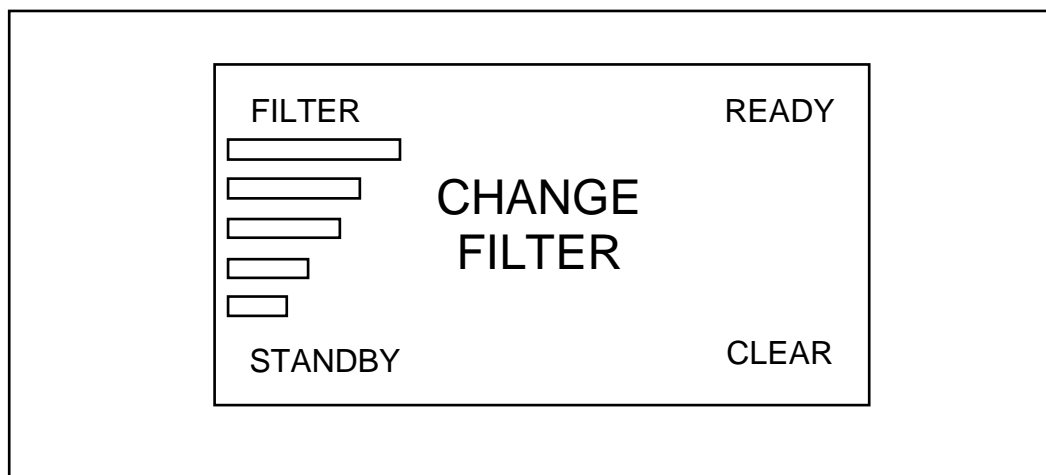 FILTER
READY
CHANGE
FILTER
STANDBY
CLEAR